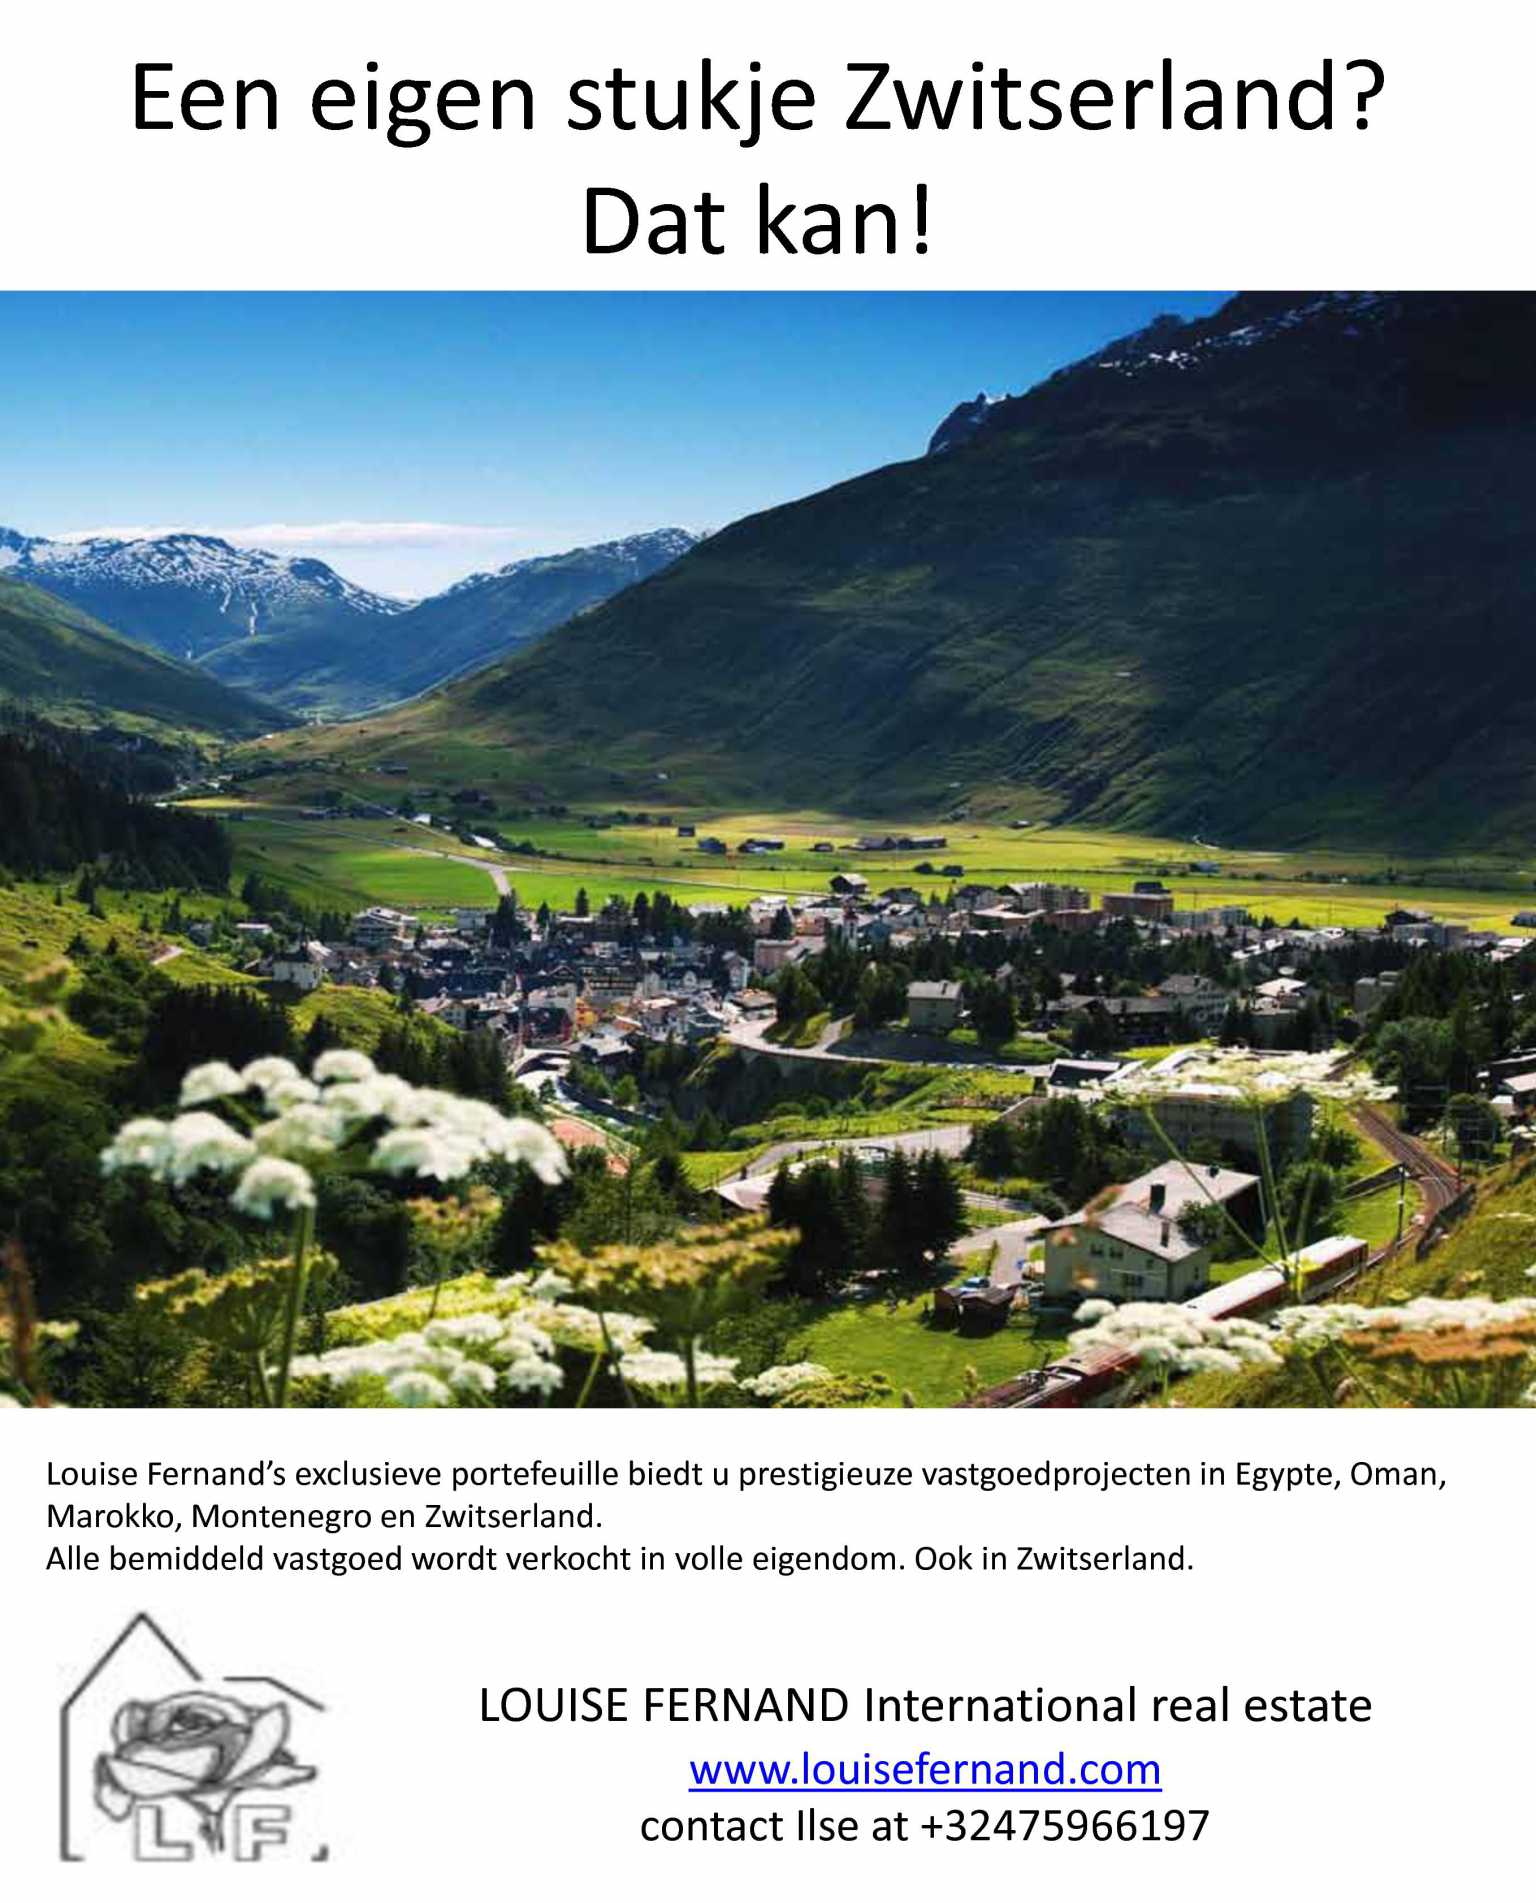 Een eigen stukje Zwitserland?
Dat kan!
Louise Fernand’s exclusieve portefeuille biedt u prestigieuze vastgoedprojecten in Egypte, Oman,
Marokko, Montenegro en Zwitserland.
Alle bemiddeld vastgoed wordt verkocht in volle eigendom. Ook in Zwitserland.
LOUISE FERNAND International real estate
www.louisefernand.com
contact Ilse at +32475966197
L F